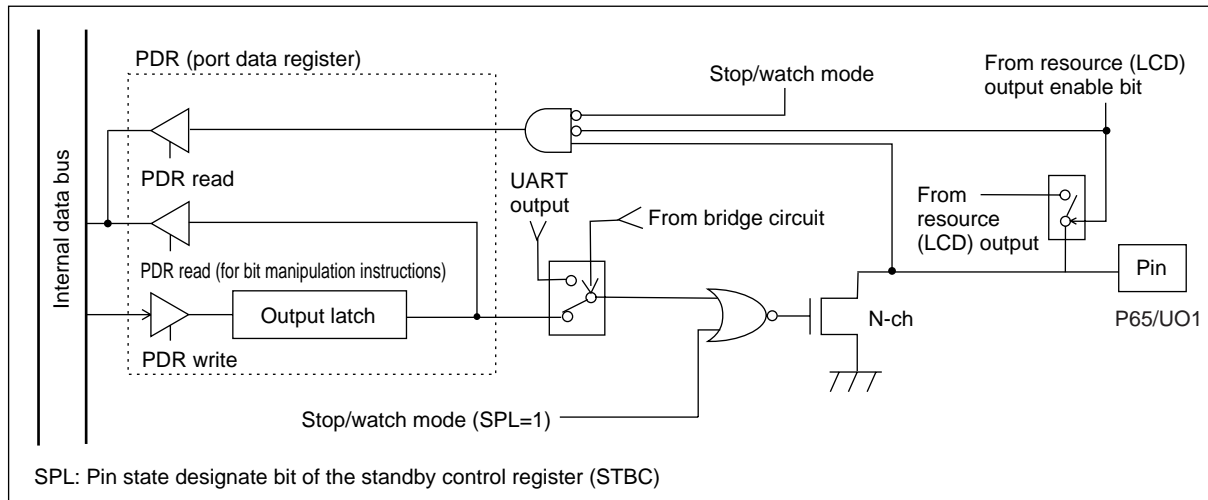 PDR (port data register)
Stop/watch mode
From resource (LCD)
output enable bit
Internal data bus
PDR read
UART
output
From bridge circuit
From
resource
(LCD) output
PDR read (for bit manipulation instructions)
Output latch
PDR write
N-ch
Pin
P65/UO1
Stop/watch mode (SPL=1)
SPL: Pin state designate bit of the standby control register (STBC)